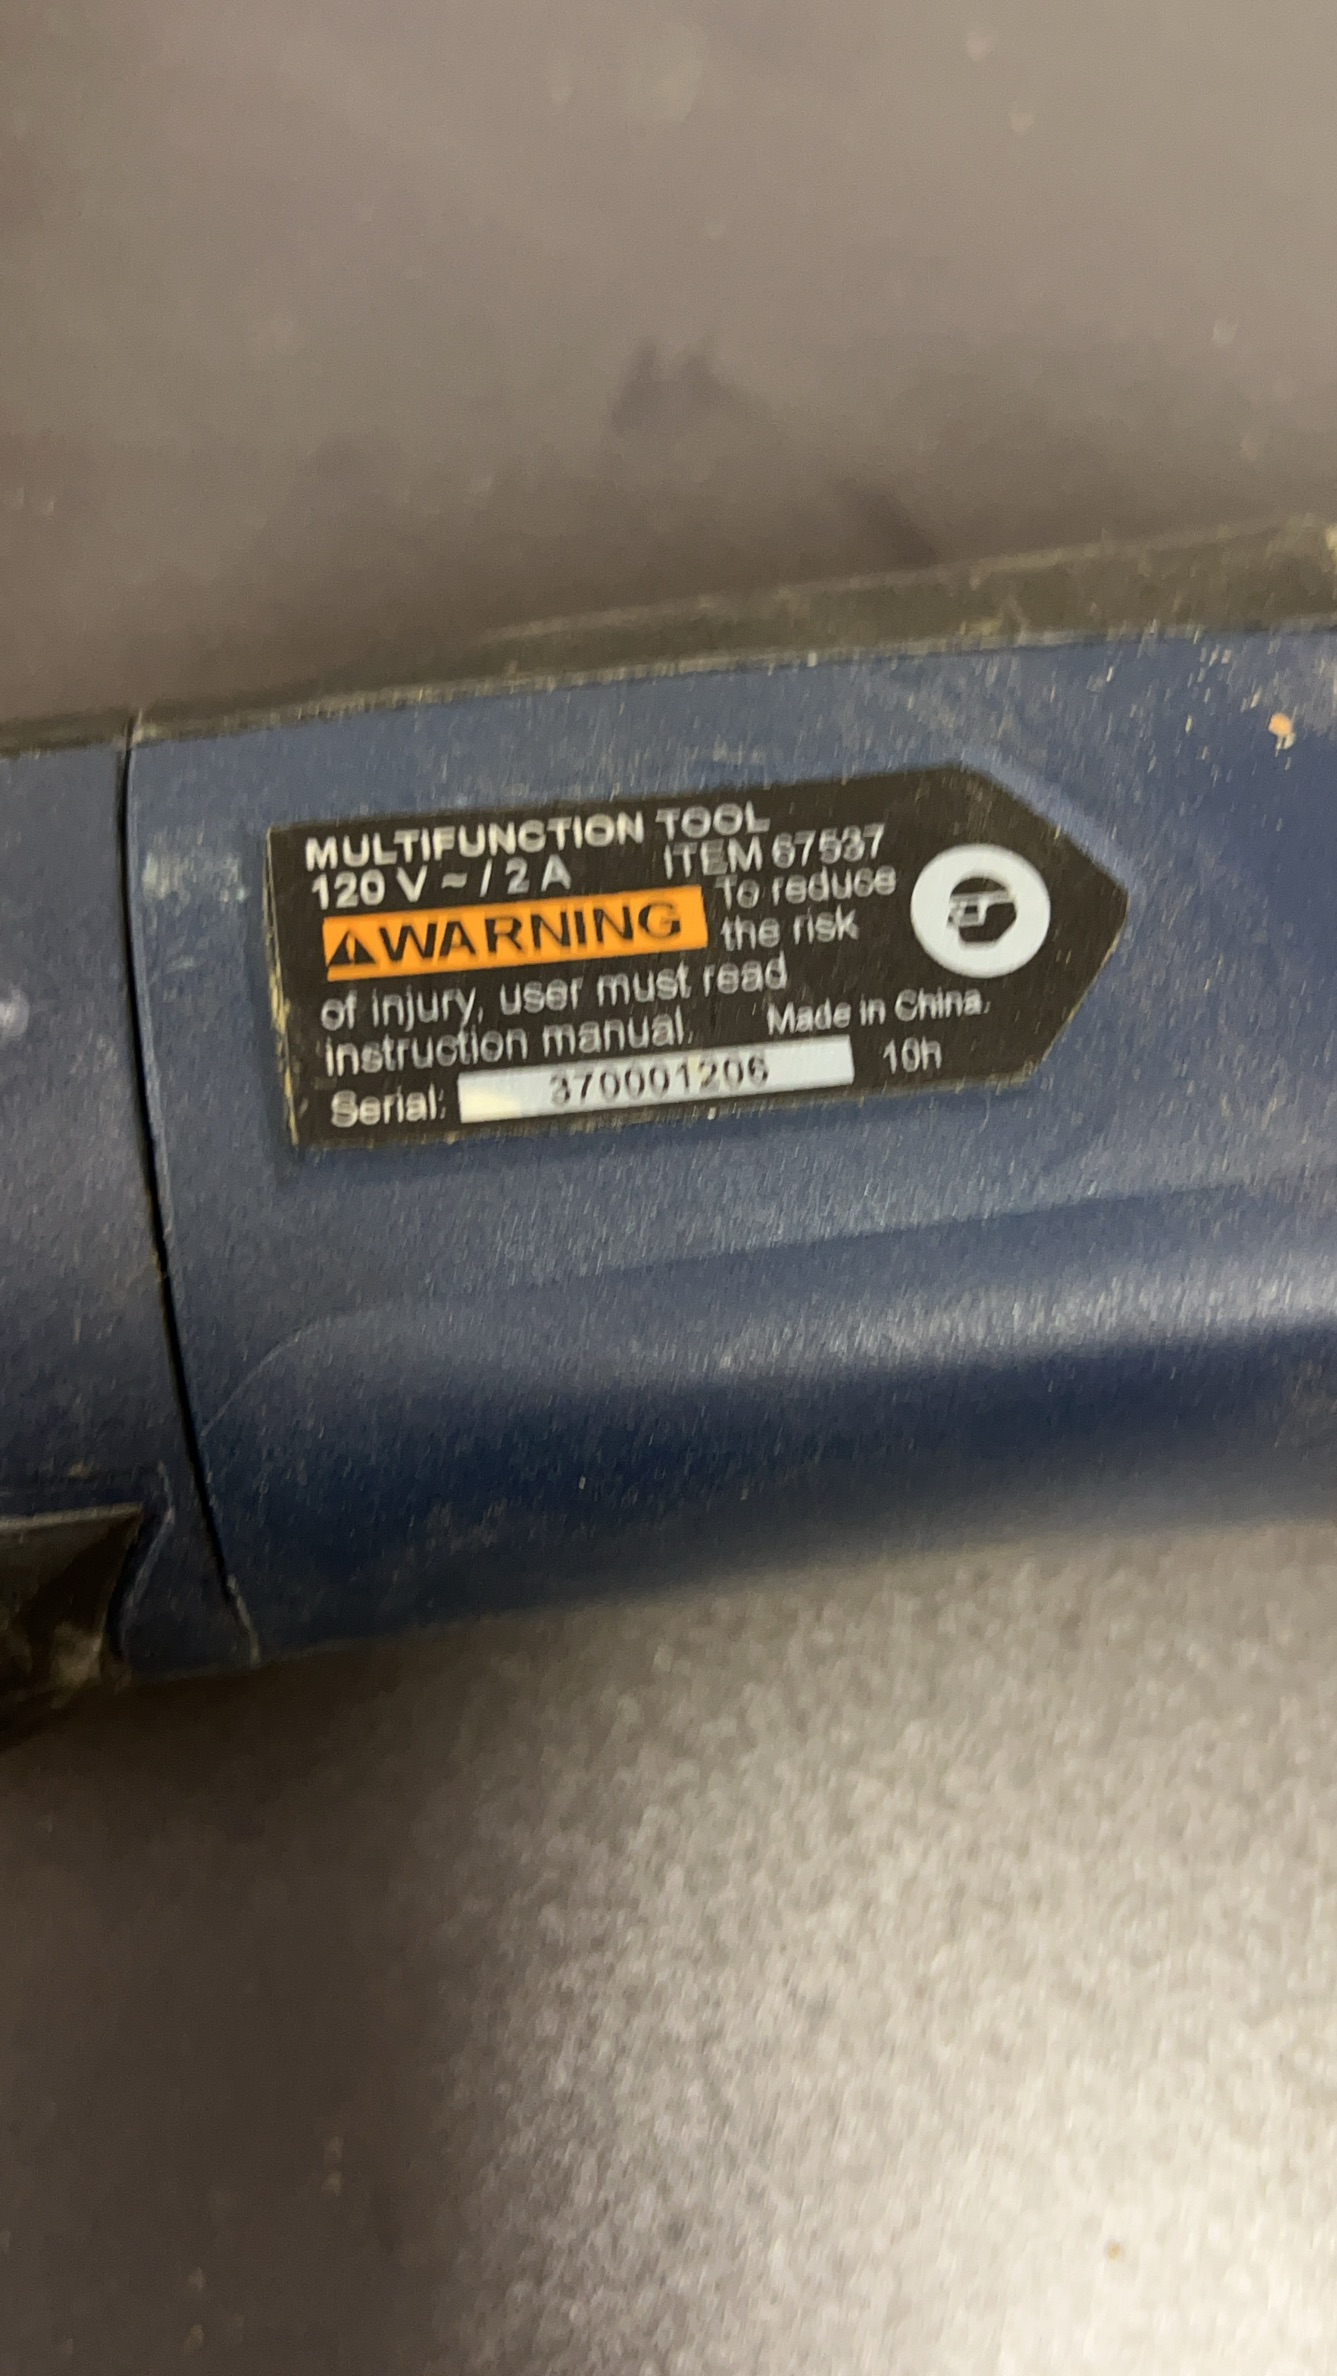 MULTIFUNCTION TOOL
120 V ~ / 2 A ITEM 67537
⚠WARNING To reduce
the risk
of injury, user must read
instruction manual. Made in China.
Serial: 370001206 10h